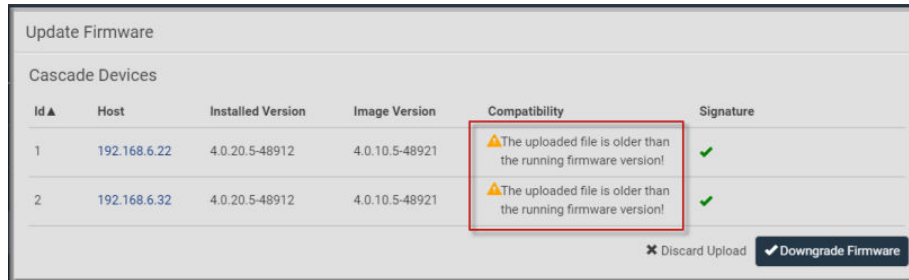 Update Firmware
Cascade Devices
Id▲ Host Installed Version Image Version Compatibility Signature
1 192.168.6.22 4.0.20.5-48912 4.0.10.5-48921 The uploaded file is older than
the running firmware version!
2 192.168.6.32 4.0.20.5-48912 4.0.10.5-48921 The uploaded file is older than
the running firmware version!
✖ Discard Upload ✔ Downgrade Firmware